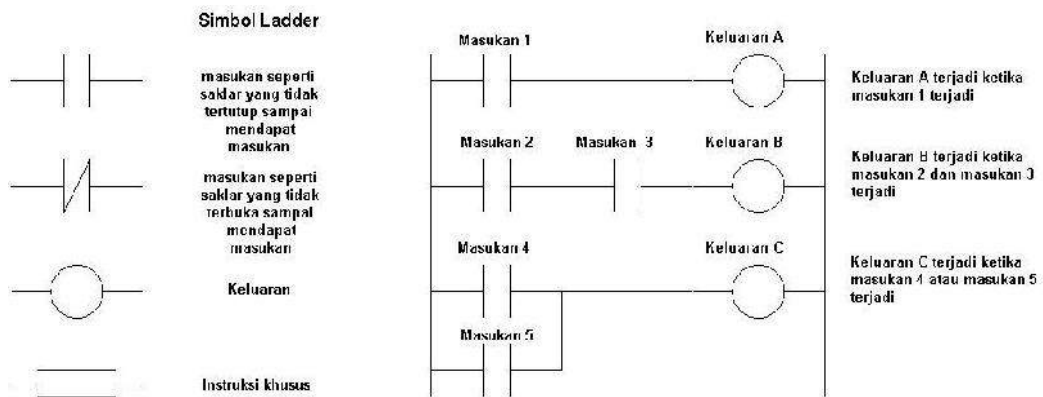 Simbol Ladder
masukan seperti
saklar yang tidak
tertutup sampai
mendapat
masukan
masukan seperti
saklar yang tidak
terbuka sampai
mendapat
masukan
Keluaran
Instruksi khusus
Masukan 1
Keluaran A
Keluaran A terjadi ketika
masukan 1 terjadi
Masukan 2
Masukan 3
Keluaran B
Keluaran B terjadi ketika
masukan 2 dan masukan 3
terjadi
Masukan 4
Keluaran C
Keluaran C terjadi ketika
masukan 4 atau masukan 5
terjadi
Masukan 5